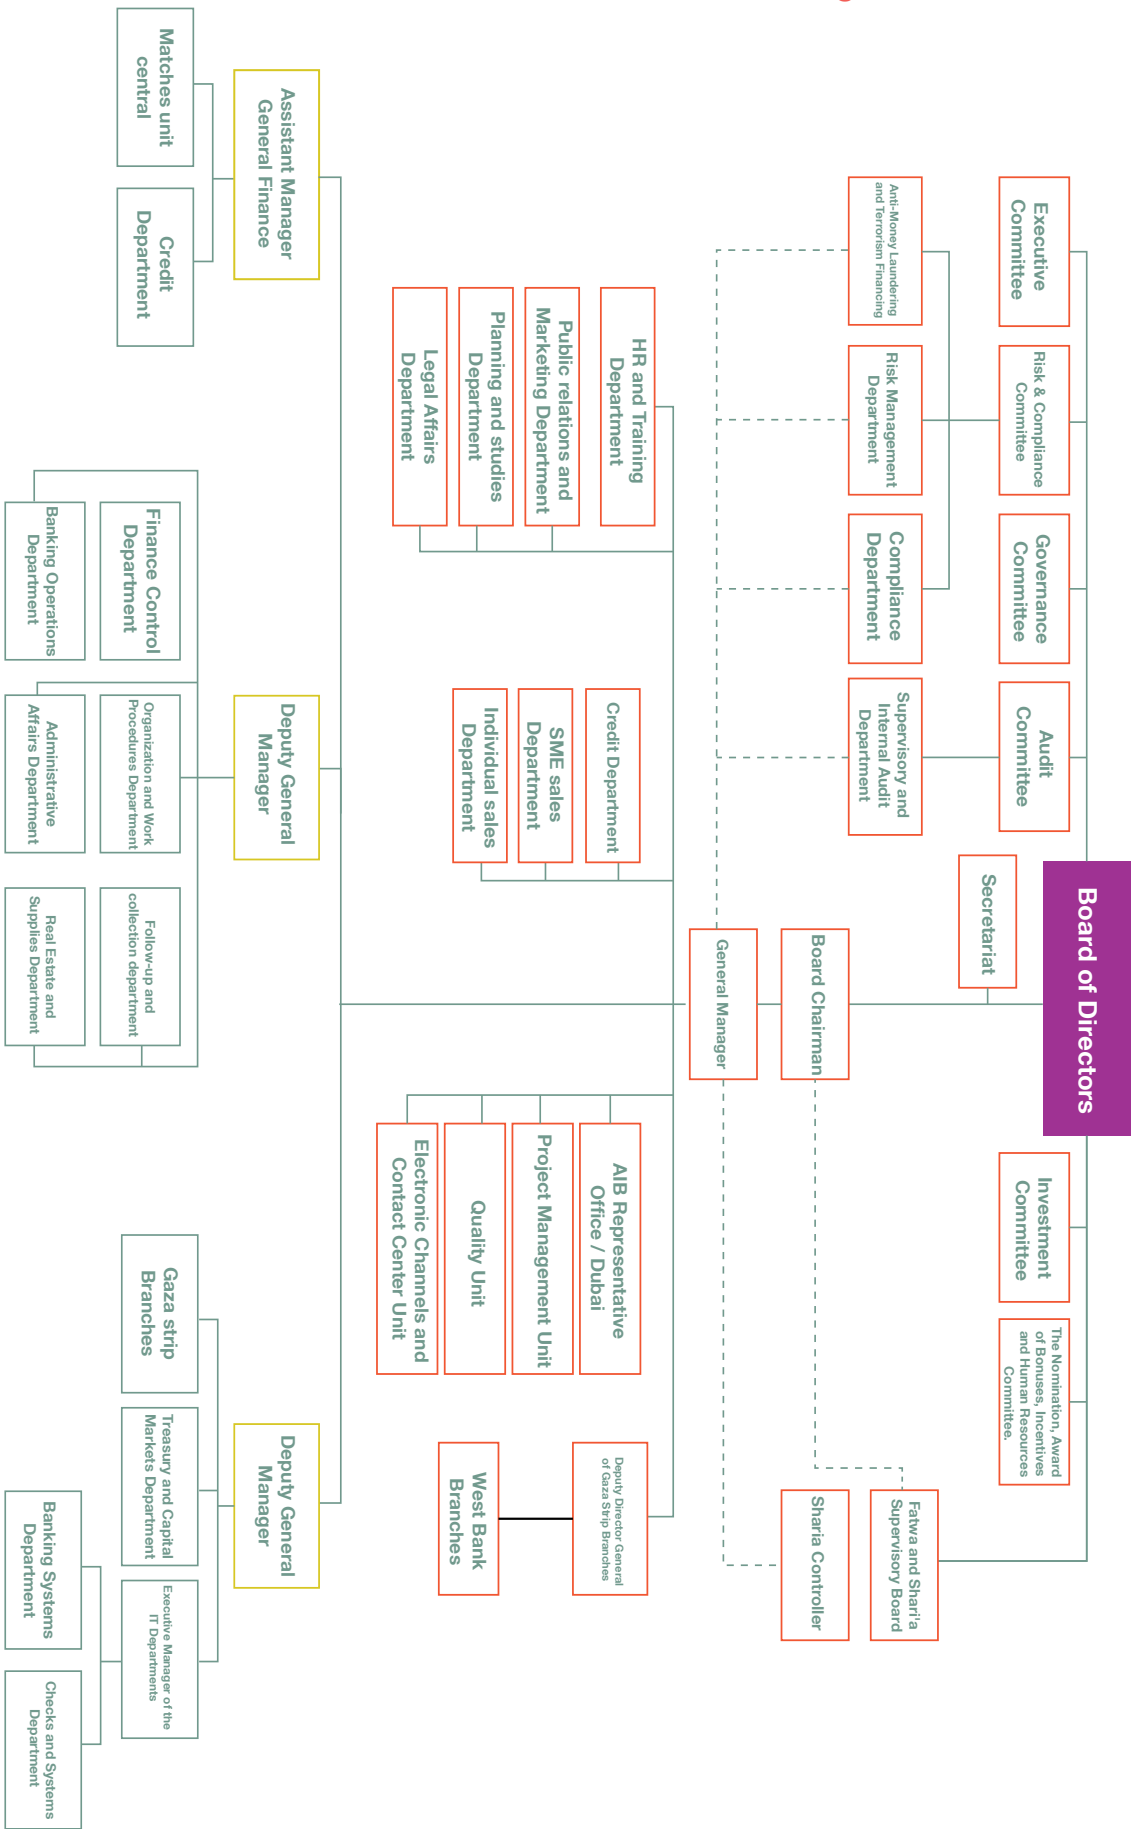 Board of Directors
Executive
Committee
Risk & Compliance
Committee
Governance
Committee
Audit
Committee
Investment
Committee
The Nomination, Award
of Bonuses, Incentives
and Human Resources
Committee.
Secretariat
Anti-Money Laundering
and Terrorism Financing
Risk Management
Department
Compliance
Department
Supervisory and
Internal Audit
Department
Fatwa and Shari'a
Supervisory Board
Board Chairman
Sharia Controller
General Manager
HR and Training
Department
Public relations and
Marketing Department
Planning and studies
Department
Legal Affairs
Department
Credit Department
SME sales
Department
Individual sales
Department
AIB Representative
Office / Dubai
Project Management Unit
Quality Unit
Electronic Channels and
Contact Center Unit
Deputy Director General
of Gaza Strip Branches
West Bank
Branches
Assistant Manager
General Finance
Deputy General
Manager
Deputy General
Manager
Matches unit
central
Credit
Department
Finance Control
Department
Organization and Work
Procedures Department
Follow-up and
collection department
Banking Operations
Department
Administrative
Affairs Department
Real Estate and
Supplies Department
Gaza strip
Branches
Treasury and Capital
Markets Department
Executive Manager of the
IT Departments
Banking Systems
Department
Checks and Systems
Department